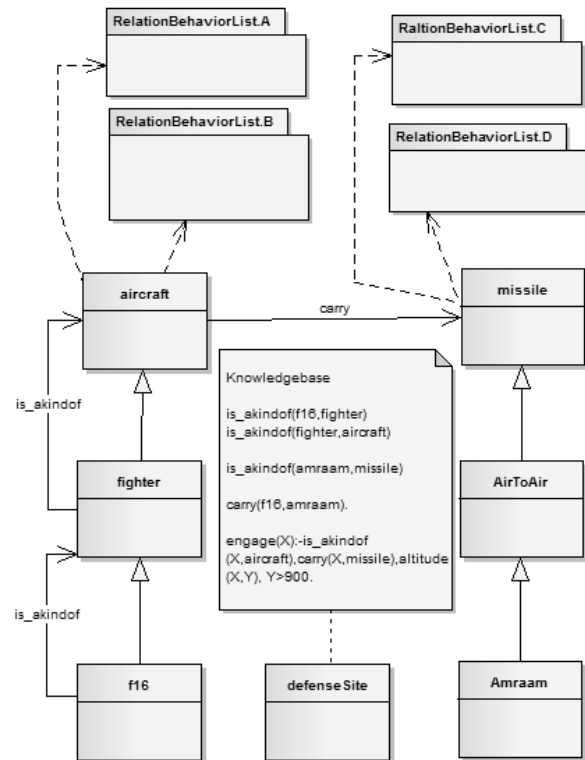 RelationBehaviorList.A
RaltionBehaviorList.C
RelationBehaviorList.B
RelationBehaviorList.D
aircraft
missile
carry
is_akindof
Knowledgebase
is_akindof(f16,fighter)
is_akindof(fighter,aircraft)
is_akindof(amraam,missile)
carry(f16,amraam).
engage(X):-is_akindof
(X,aircraft),carry(X,missile),altitude
(X,Y), Y>900.
fighter
AirToAir
is_akindof
f16
defenseSite
Amraam